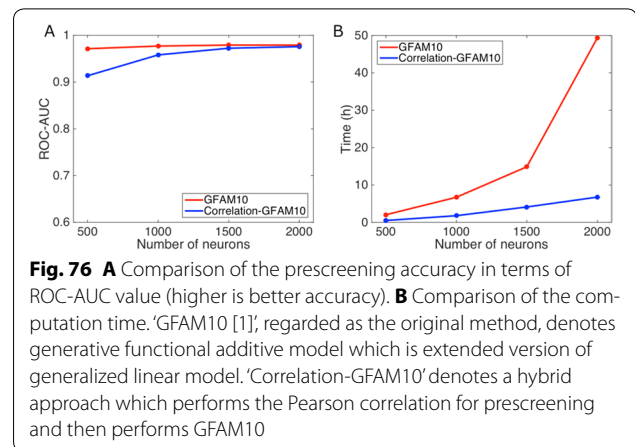 A
B
1
0.9
0.8
0.7
0.6
ROC-AUC
GFAM10
Correlation-GFAM10
500
1000
1500
2000
Number of neurons
50
40
30
20
10
0
Time (h)
GFAM10
Correlation-GFAM10
500
1000
1500
2000
Number of neurons
Fig. 76 A Comparison of the prescreening accuracy in terms of
ROC-AUC value (higher is better accuracy). B Comparison of the com-
putation time. ‘GFAM10 [1]’, regarded as the original method, denotes
generative functional additive model which is extended version of
generalized linear model. ‘Correlation-GFAM10’ denotes a hybrid
approach which performs the Pearson correlation for prescreening
and then performs GFAM10